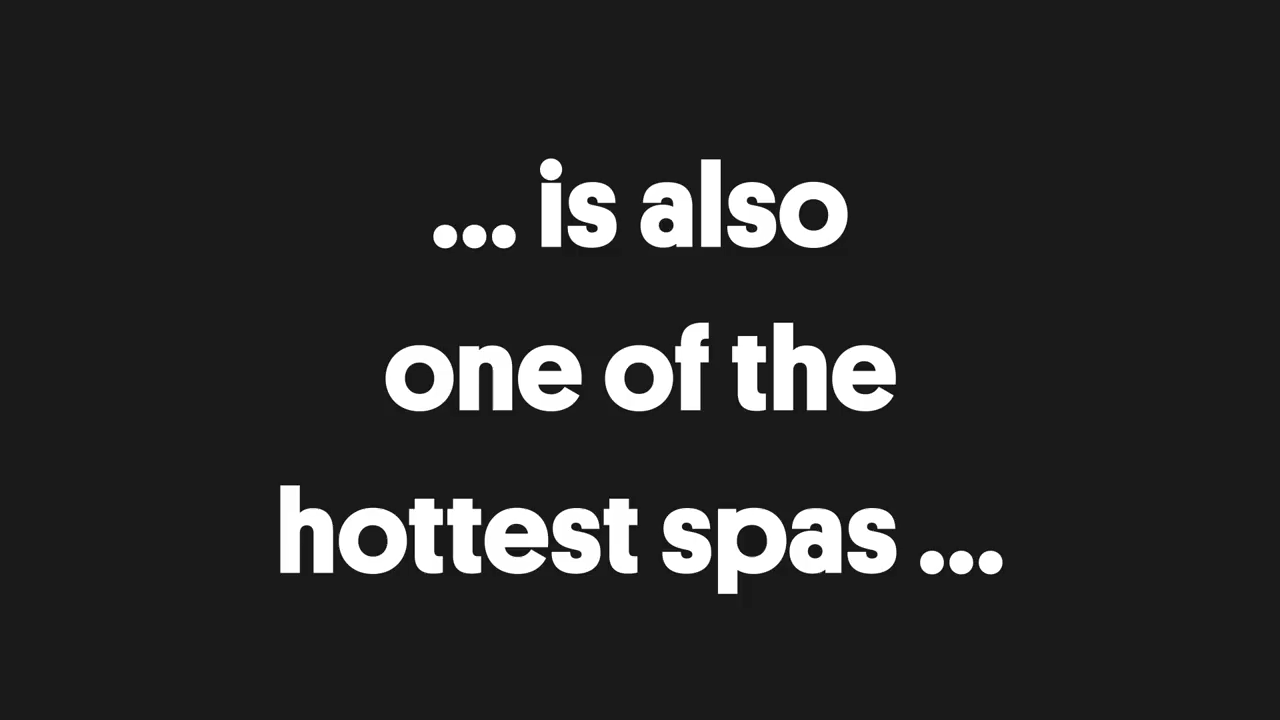 ... is also
one of the
hottest spas ...